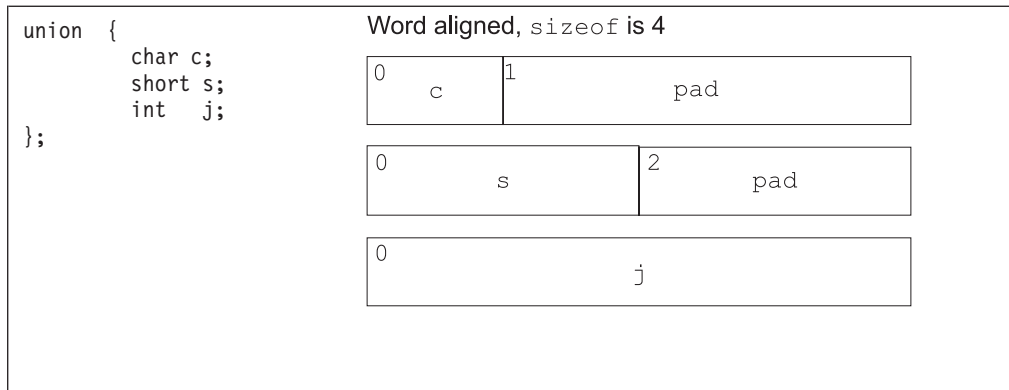 union  {
        char c;
        short s;
        int   j;
};
Word aligned, sizeof is 4
0 c 1 pad
0 s 2 pad
0 j